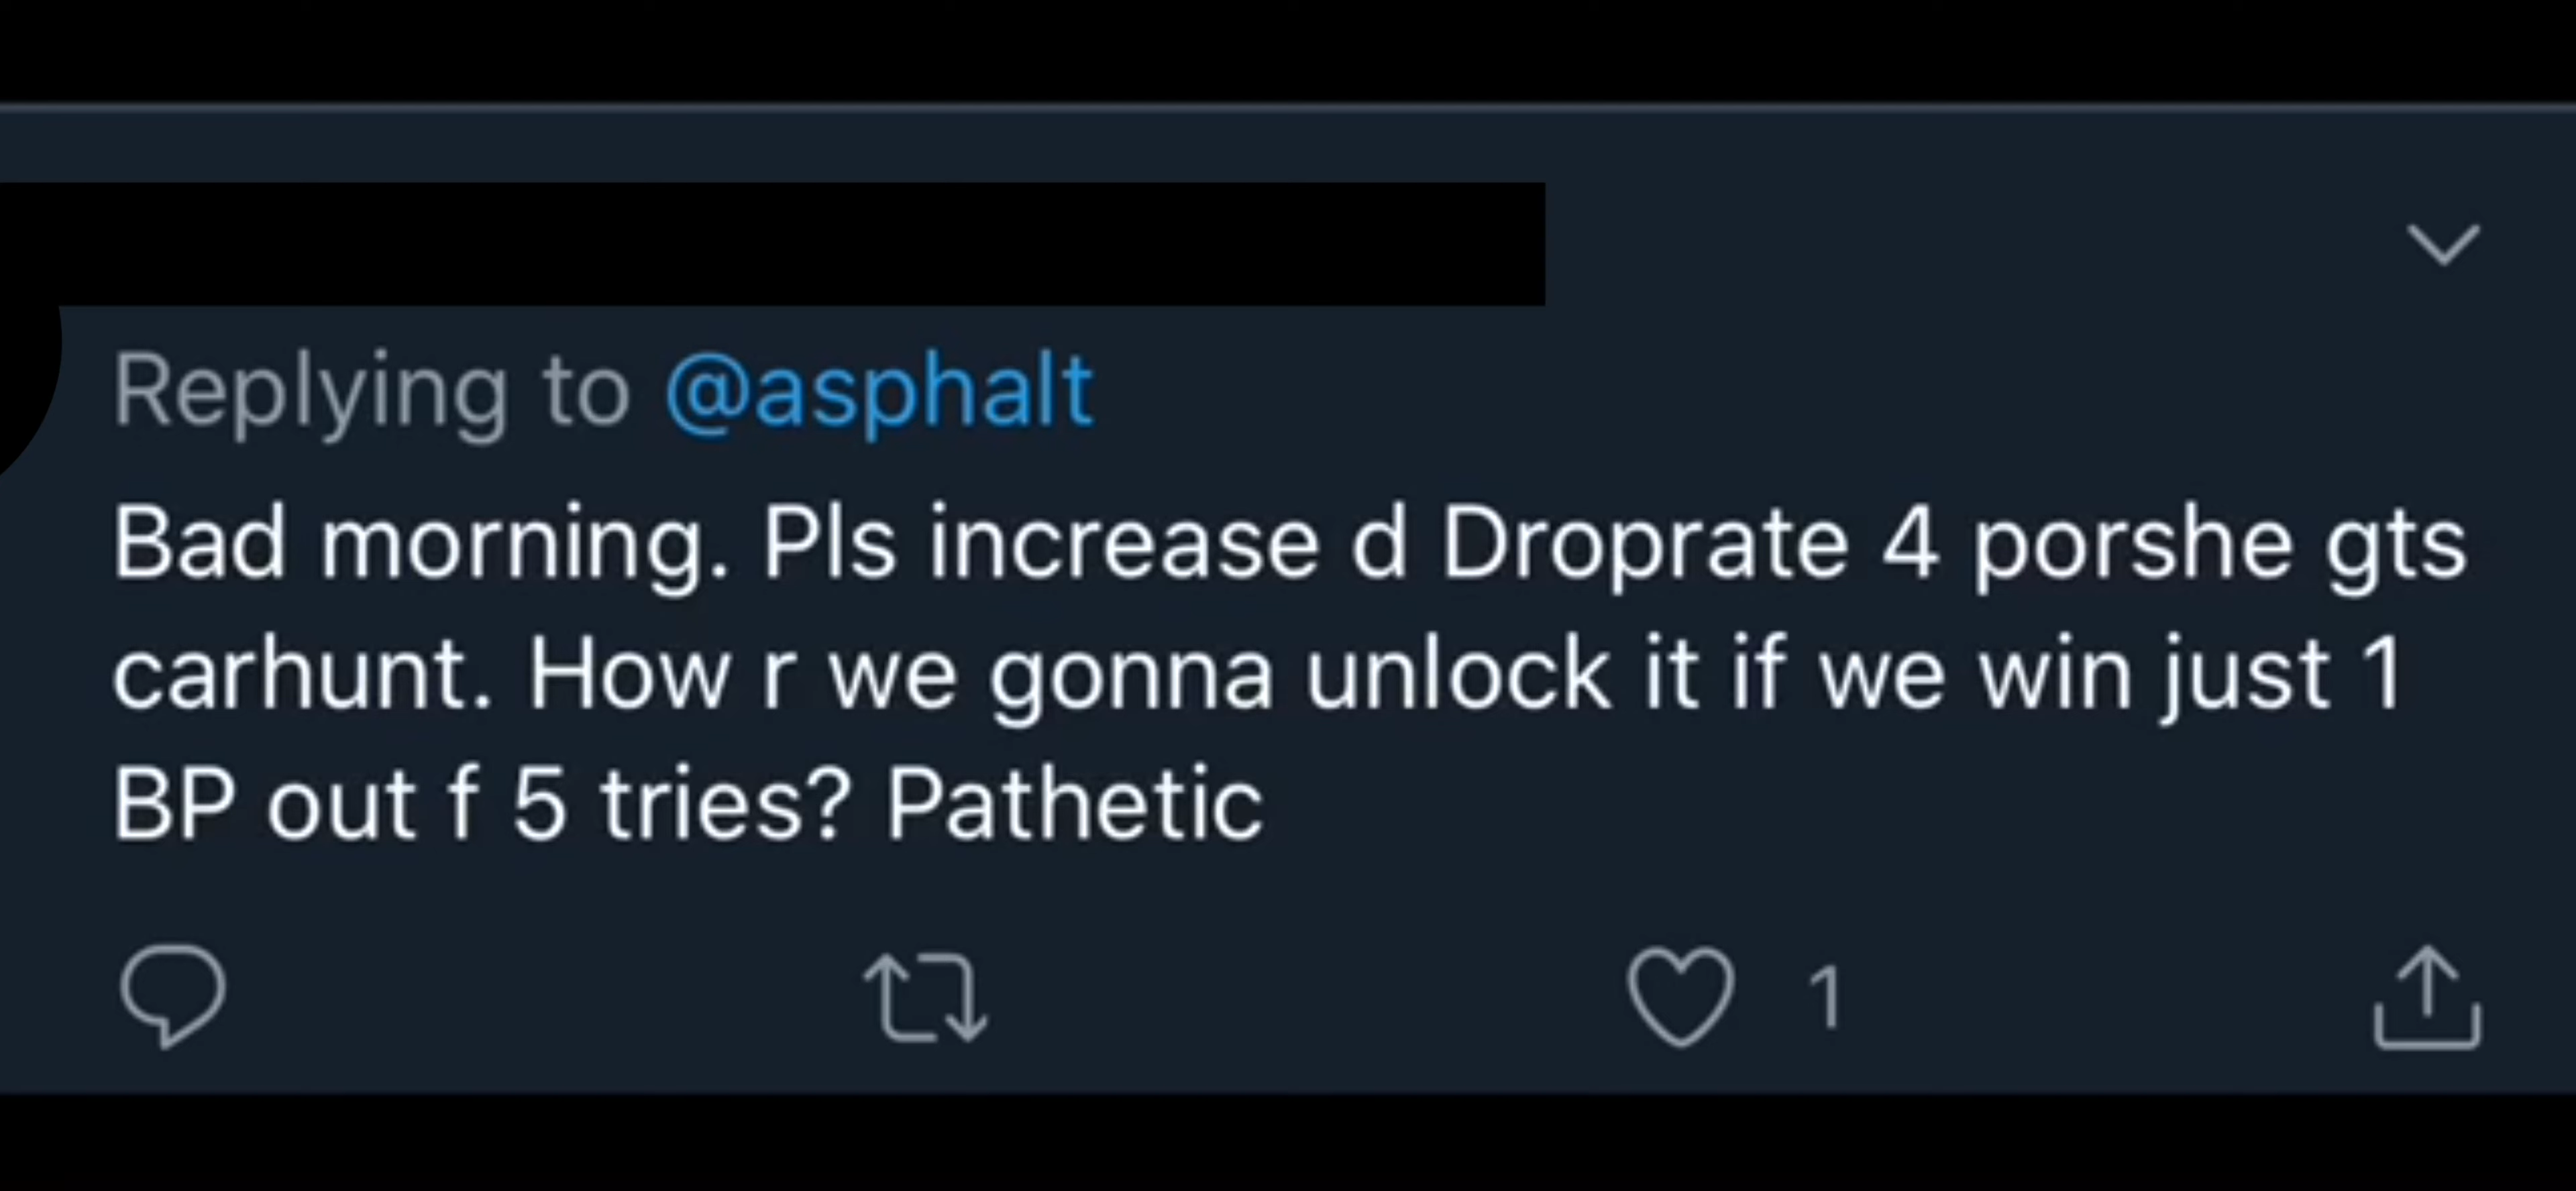 Replying to @asphalt
Bad morning. Pls increase d Droprate 4 porshe gts
carhunt. How r we gonna unlock it if we win just 1
BP out f 5 tries? Pathetic
1